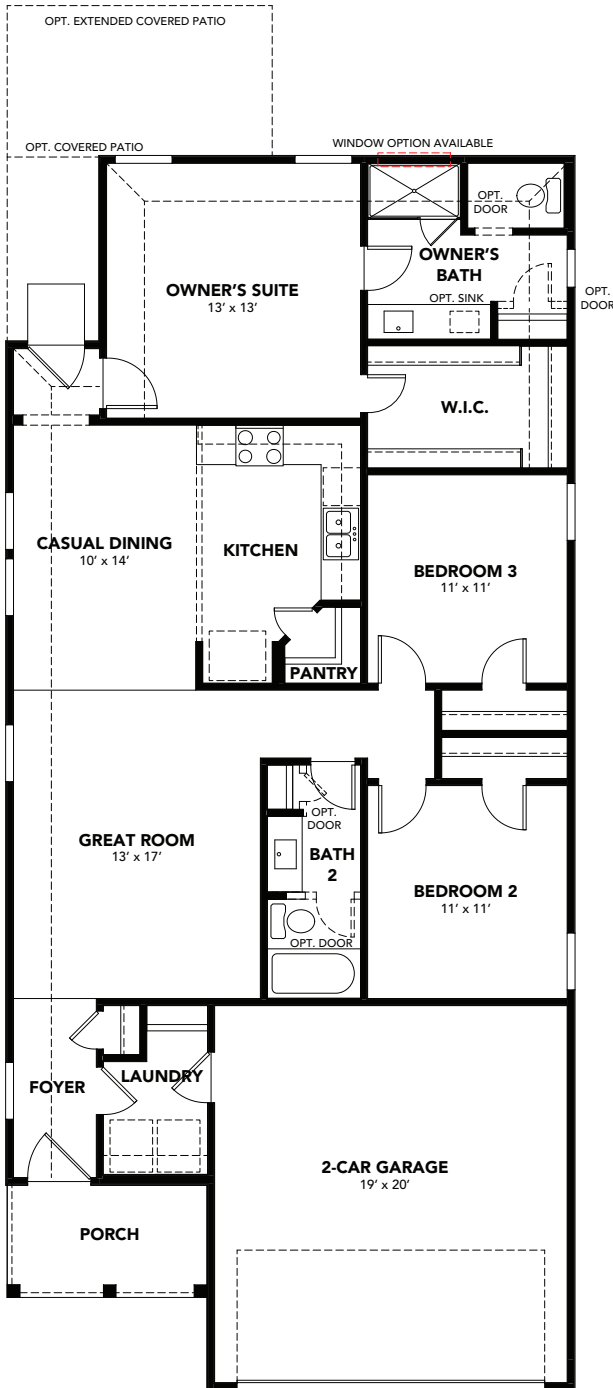 OPT. EXTENDED COVERED PATIO
OPT. COVERED PATIO
WINDOW OPTION AVAILABLE
OPT.
DOOR
OWNER'S
BATH
OPT. SINK
OPT.
DOOR
OWNER'S SUITE
13' x 13'
W.I.C.
CASUAL DINING
10' x 14'
KITCHEN
BEDROOM 3
11' x 11'
PANTRY
GREAT ROOM
13' x 17'
OPT.
DOOR
BATH
2
OPT. DOOR
BEDROOM 2
11' x 11'
FOYER
LAUNDRY
2-CAR GARAGE
19' x 20'
PORCH